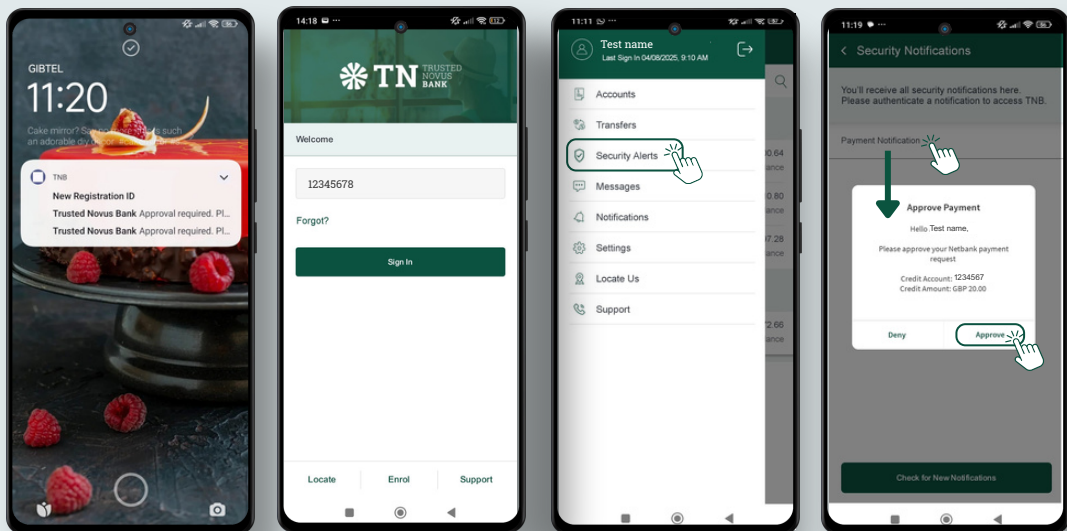 GIBTEL
11:20
Cake mirror? Say no more
such
an adorable diy
TNB
New Registration ID
Trusted Novus Bank Approval required. Pl...
Trusted Novus Bank Approval required. Pl...
14:18
TN TRUSTED
NOVUS
BANK
Welcome
12345678
Forgot?
Sign In
Locate Enrol Support
11:11
Test name
Last Sign In 04/08/2025, 9:10 AM
Accounts
Transfers
Security Alerts
Messages
Notifications
Settings
Locate Us
Support
0.64
ance
0.80
ance
7.28
ance
2.66
ance
11:19
Security Notifications
You'll receive all security notifications here.
Please authenticate a notification to access TNB.
Payment Notification
Approve Payment
Hello Test name,
Please approve your Netbank payment
request
Credit Account: 1234567
Credit Amount: GBP 20.00
Deny Approve
Check for New Notifications